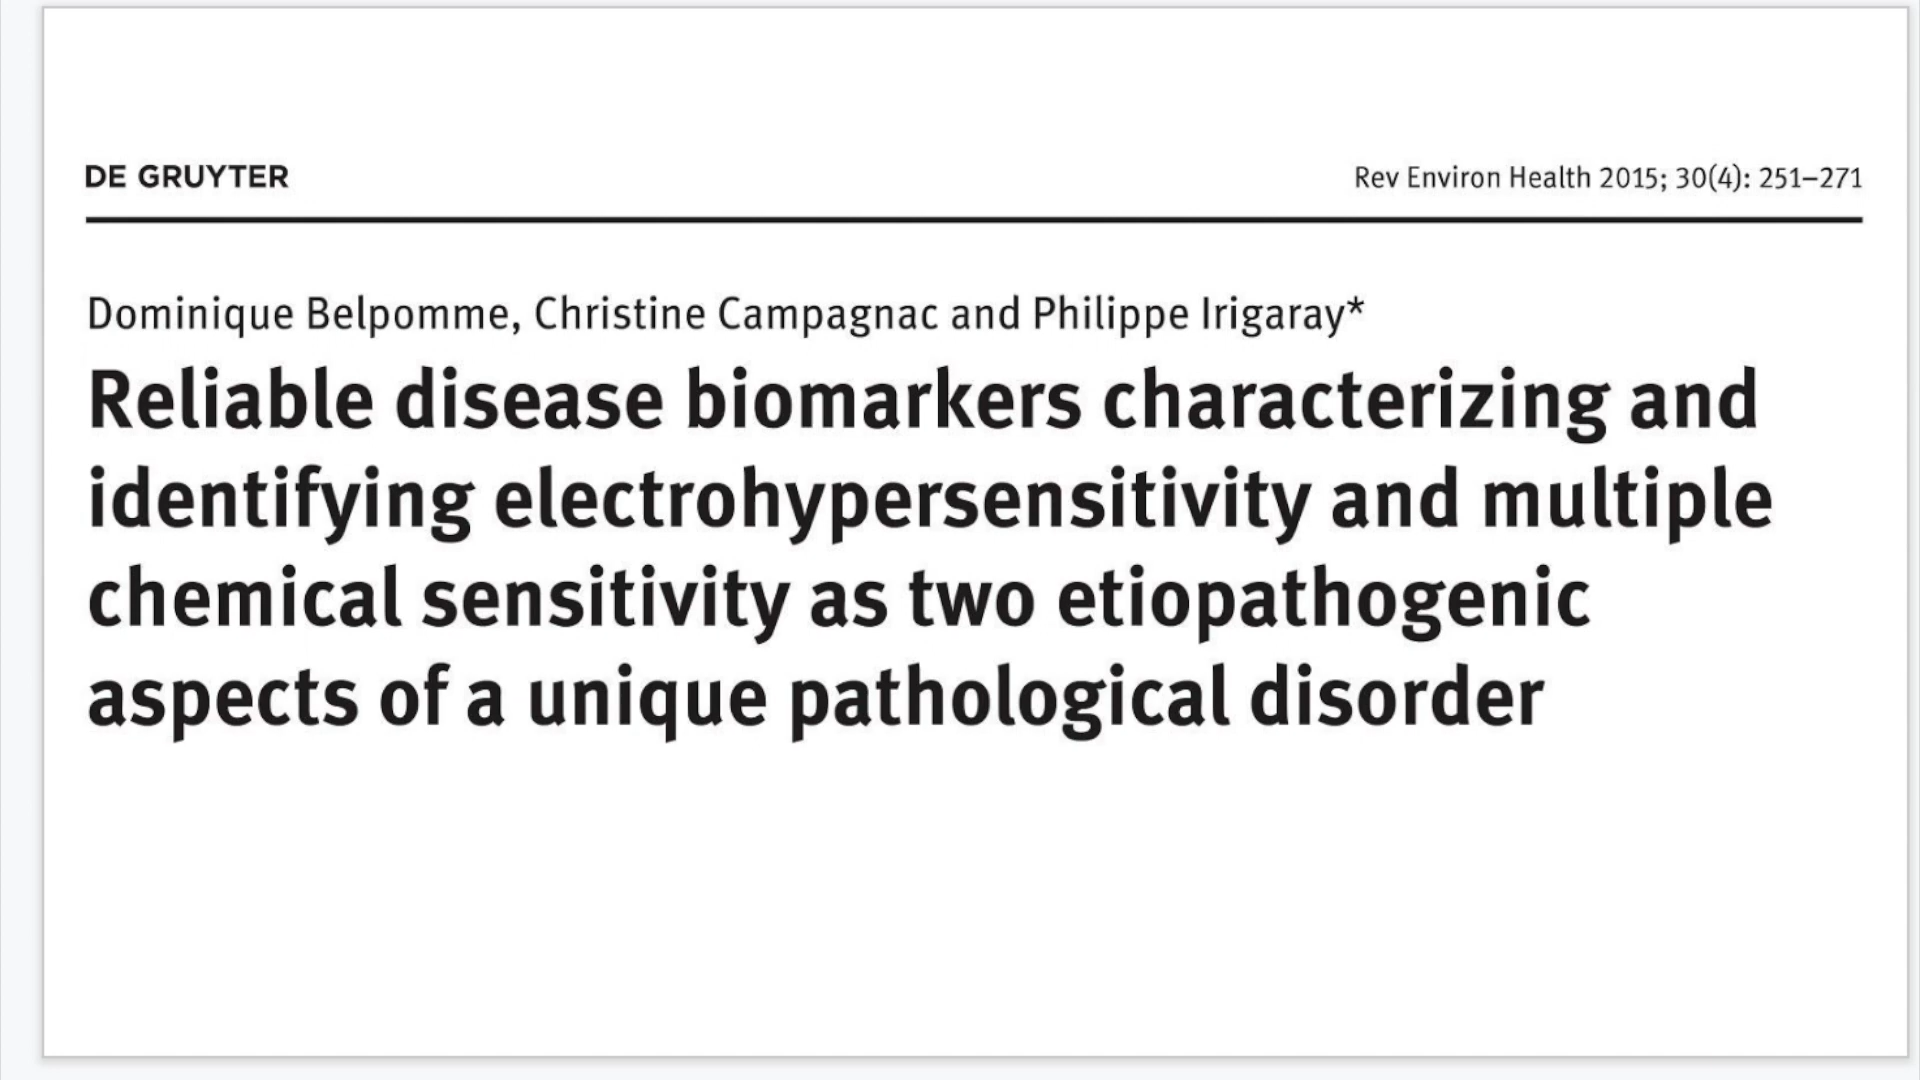 DE GRUYTER
Rev Environ Health 2015; 30(4): 251–271
Dominique Belpomme, Christine Campagnac and Philippe Irigaray*
Reliable disease biomarkers characterizing and
identifying electrohypersensitivity and multiple
chemical sensitivity as two etiopathogenic
aspects of a unique pathological disorder